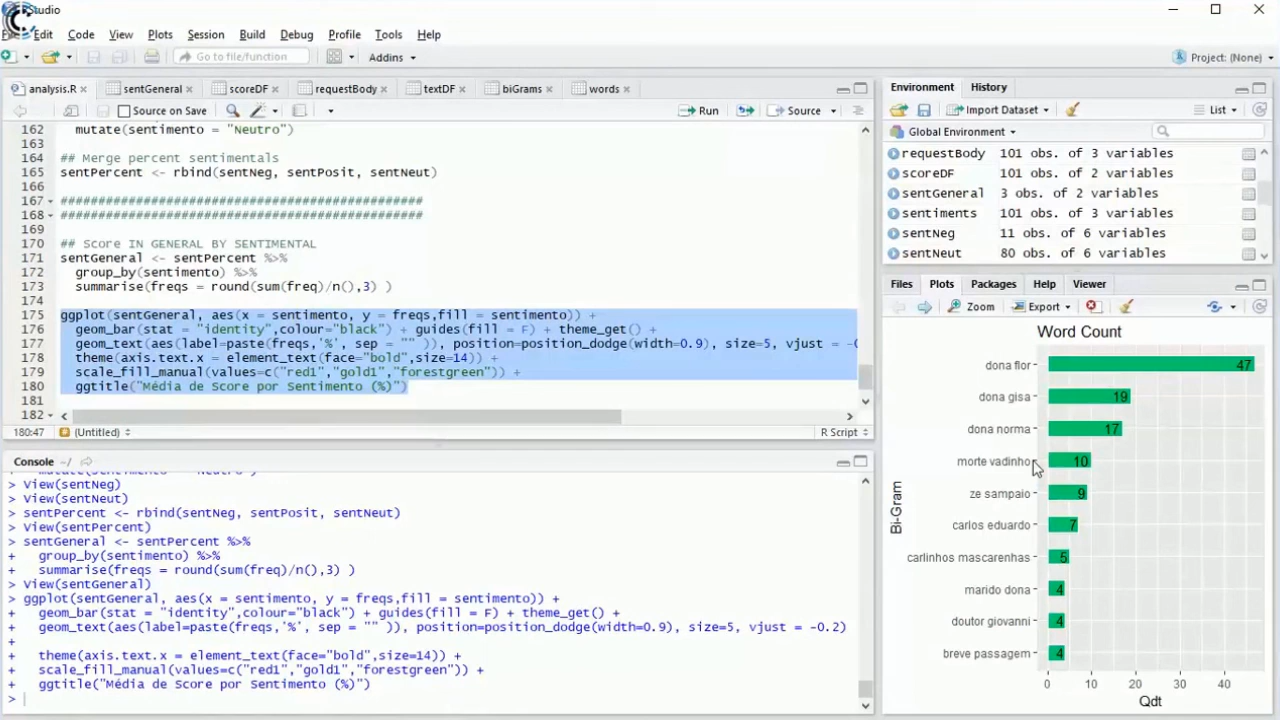 Studio
Edit Code View Plots Session Build Debug Profile Tools Help
Go to file/function Addins Project: (None)
analysis.R sentGeneral scoreDF requestBody textDF biGrams words
Source on Save Run Source
162 mutate(sentimento = "Neutro")
163
164 ## Merge percent sentimentals
165 sentPercent <- rbind(sentNeg, sentPosit, sentNeut)
166
167 ################################################
168 ################################################
169
170 ## Score IN GENERAL BY SENTIMENTAL
171 sentGeneral <- sentPercent %>%
172 group_by(sentimento) %>%
173 summarise(freqs = round(sum(freq)/n(),3) )
174
175 ggplot(sentGeneral, aes(x = sentimento, y = freqs,fill = sentimento)) +
176 geom_bar(stat = "identity",colour="black") + guides(fill = F) + theme_get() +
177 geom_text(aes(label=paste(freqs,'%', sep = "" )), position=position_dodge(width=0.9), size=5, vjust = -0
178 theme(axis.text.x = element_text(face="bold",size=14)) +
179 scale_fill_manual(values=c("red1","gold1","forestgreen")) +
180 ggtitle("Média de Score por Sentimento (%)")
181
182
180:47 (Untitled) R Script
Console ~/
+ mutate(sentimento = "Neutro")
> View(sentNeg)
> View(sentNeut)
> sentPercent <- rbind(sentNeg, sentPosit, sentNeut)
> View(sentPercent)
> sentGeneral <- sentPercent %>%
+ group_by(sentimento) %>%
+ summarise(freqs = round(sum(freq)/n(),3) )
> View(sentGeneral)
> ggplot(sentGeneral, aes(x = sentimento, y = freqs,fill = sentimento)) +
+ geom_bar(stat = "identity",colour="black") + guides(fill = F) + theme_get() +
+ geom_text(aes(label=paste(freqs,'%', sep = "" )), position=position_dodge(width=0.9), size=5, vjust = -0.2)
+
+ theme(axis.text.x = element_text(face="bold",size=14)) +
+ scale_fill_manual(values=c("red1","gold1","forestgreen")) +
+ ggtitle("Média de Score por Sentimento (%)")
>
Environment History
Import Dataset List
Global Environment
requestBody 101 obs. of 3 variables
scoreDF 101 obs. of 2 variables
sentGeneral 3 obs. of 2 variables
sentiments 101 obs. of 3 variables
sentNeg 11 obs. of 6 variables
sentNeut 80 obs. of 6 variables
Files Plots Packages Help Viewer
Zoom Export
Word Count
dona flor 47
dona gisa 19
dona norma 17
morte vadinho 10
ze sampaio 9
carlos eduardo 7
carlinhos mascarenhas 5
marido dona 4
doutor giovanni 4
breve passagem 4
Bi-Gram
0 10 20 30 40
Qdt